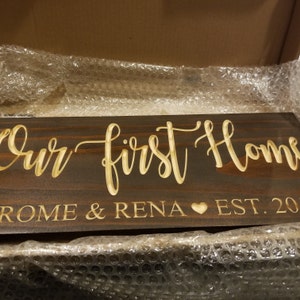 Our first Home
ROME & RENA ♥ EST. 20